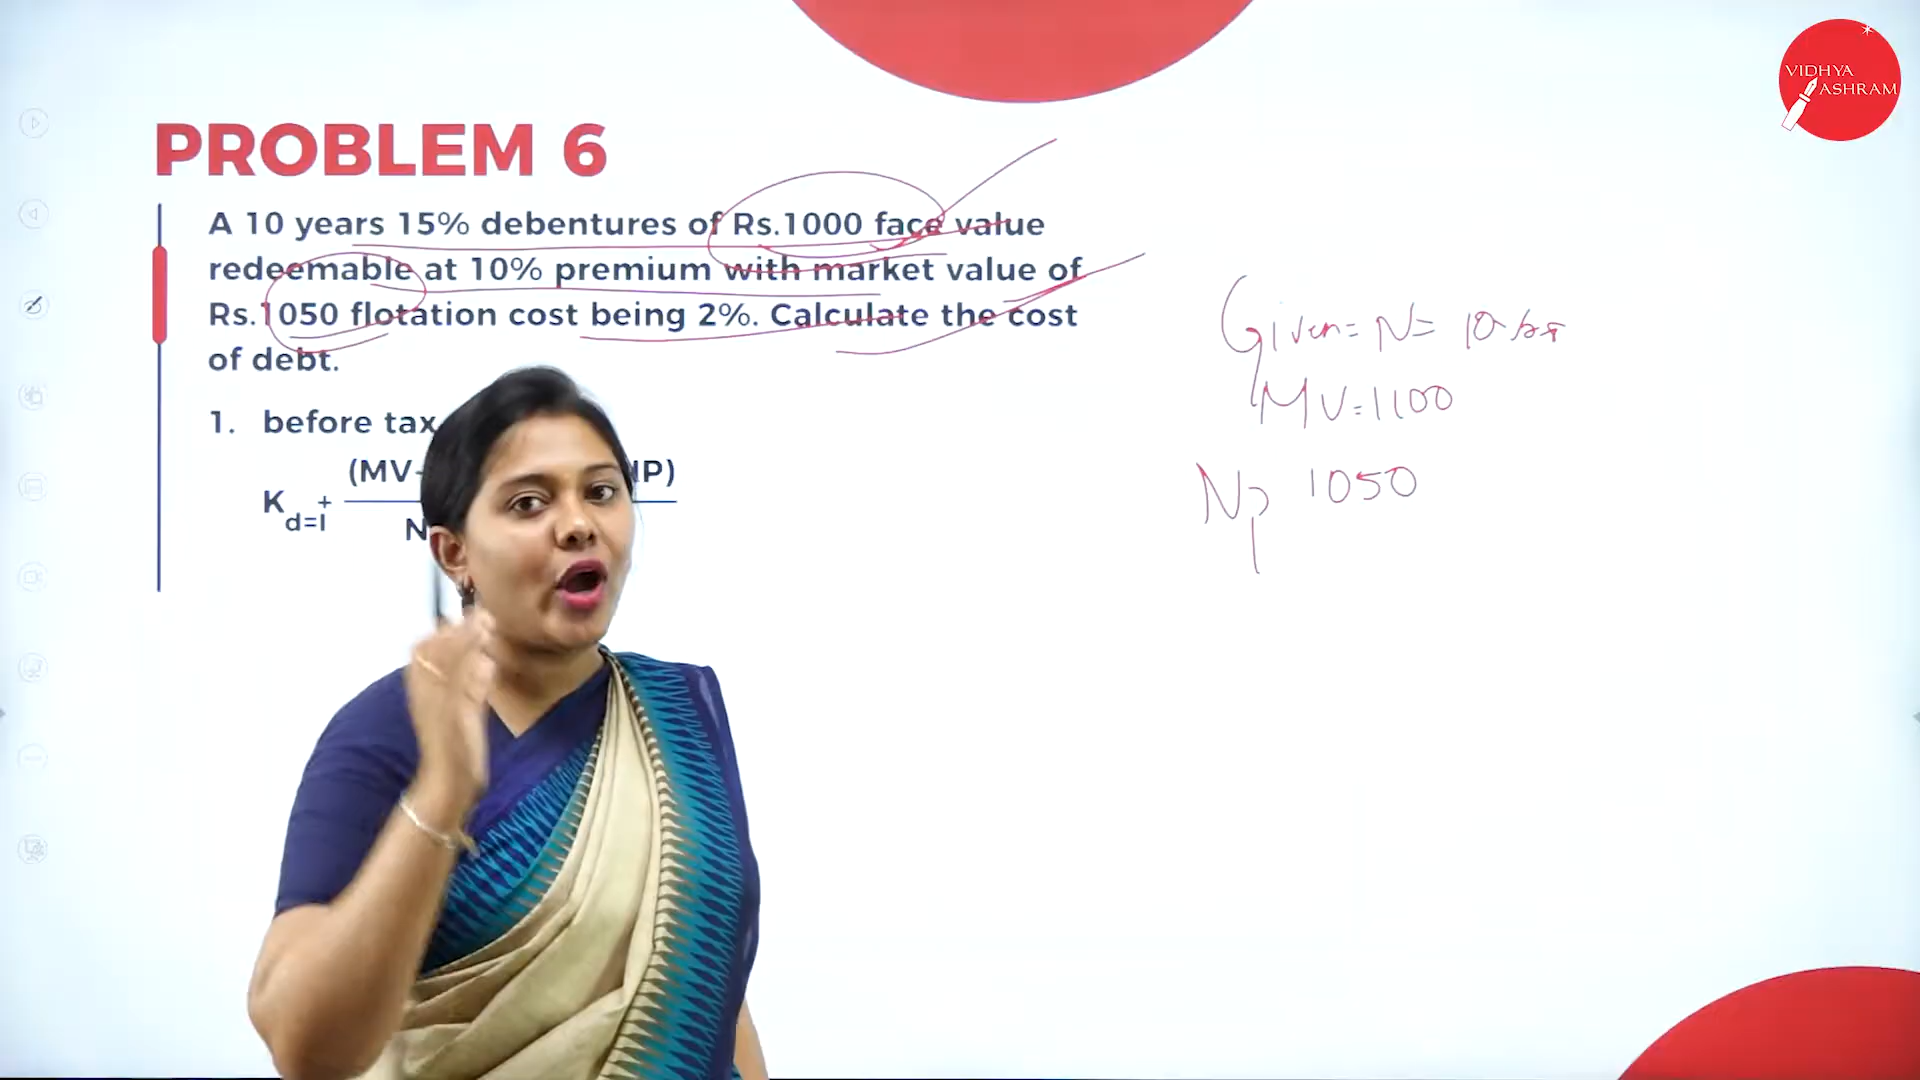 VIDHYA
ASHRAM
PROBLEM 6
A 10 years 15% debentures of Rs.1000 face value
redeemable at 10% premium with market value of
Rs.1050 flotation cost being 2%. Calculate the cost
of debt.
1. before tax
(MV- NP)
K d=I +
N
Given= N=
MV=1100
Np 1050